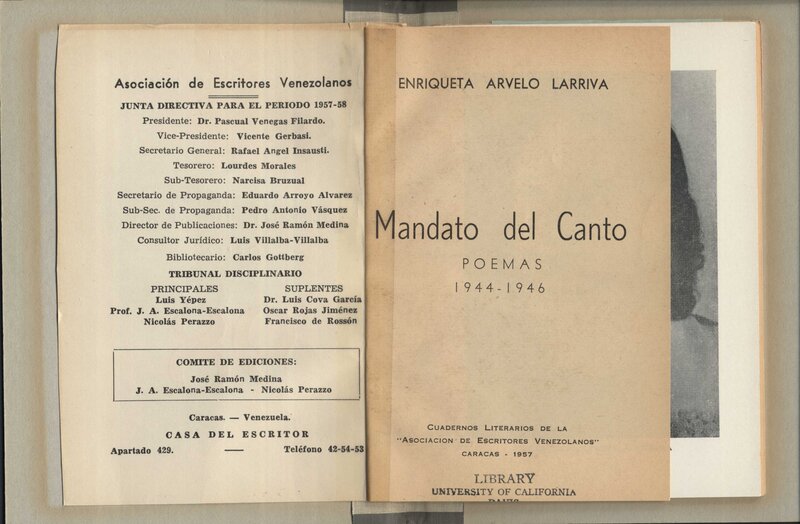 Asociación de Escritores Venezolanos
JUNTA DIRECTIVA PARA EL PERIODO 1957-58
Presidente: Dr. Pascual Venegas Filardo.
Vice-Presidente: Vicente Gerbasi.
Secretario General: Rafael Angel Insausti.
Tesorero: Lourdes Morales
Sub-Tesorero: Narcisa Bruzual
Secretario de Propaganda: Eduardo Arroyo Alvarez
Sub-Sec. de Propaganda: Pedro Antonio Vásquez
Director de Publicaciones: Dr. José Ramón Medina
Consultor Jurídico: Luis Villalba-Villalba
Bibliotecario: Carlos Gottberg
TRIBUNAL DISCIPLINARIO
PRINCIPALES SUPLENTES
Luis Yépez Dr. Luis Cova García
Prof. J. A. Escalona-Escalona Oscar Rojas Jiménez
Nicolás Perazzo Francisco de Rossón
COMITE DE EDICIONES:
José Ramón Medina
J. A. Escalona-Escalona - Nicolás Perazzo
Caracas. — Venezuela.
CASA DEL ESCRITOR
Apartado 429. — Teléfono 42-54-53
ENRIQUETA ARVELO LARRIVA
Mandato del Canto
POEMAS
1944-1946
CUADERNOS LITERARIOS DE LA
"ASOCIACION DE ESCRITORES VENEZOLANOS"
CARACAS - 1957
LIBRARY
UNIVERSITY OF CALIFORNIA